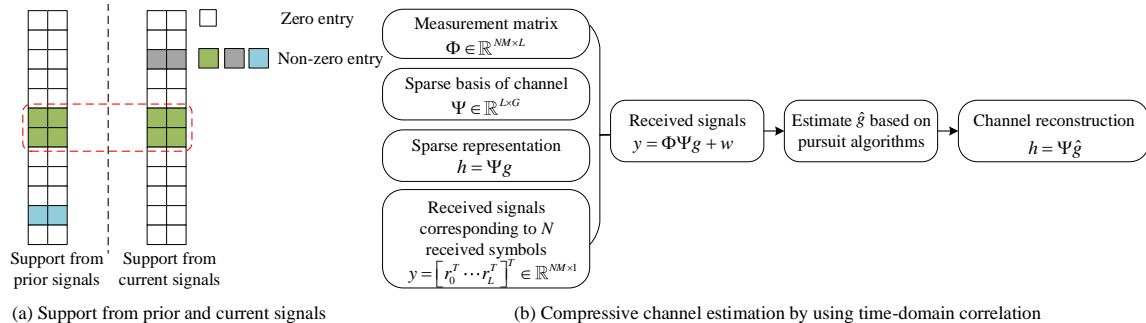 Zero entry
Non-zero entry
Support from
prior signals
Support from
current signals
(a) Support from prior and current signals
Measurement matrix
Φ ∈ ℝ^{NM×L}
Sparse basis of channel
Ψ ∈ ℝ^{L×G}
Sparse representation
h = Ψg
Received signals
corresponding to N
received symbols
y = [r_0^T ⋯ r_L^T]^T ∈ ℝ^{NM×1}
Received signals
y = ΦΨg + w
Estimate ĝ based on
pursuit algorithms
Channel reconstruction
h = Ψĝ
(b) Compressive channel estimation by using time-domain correlation